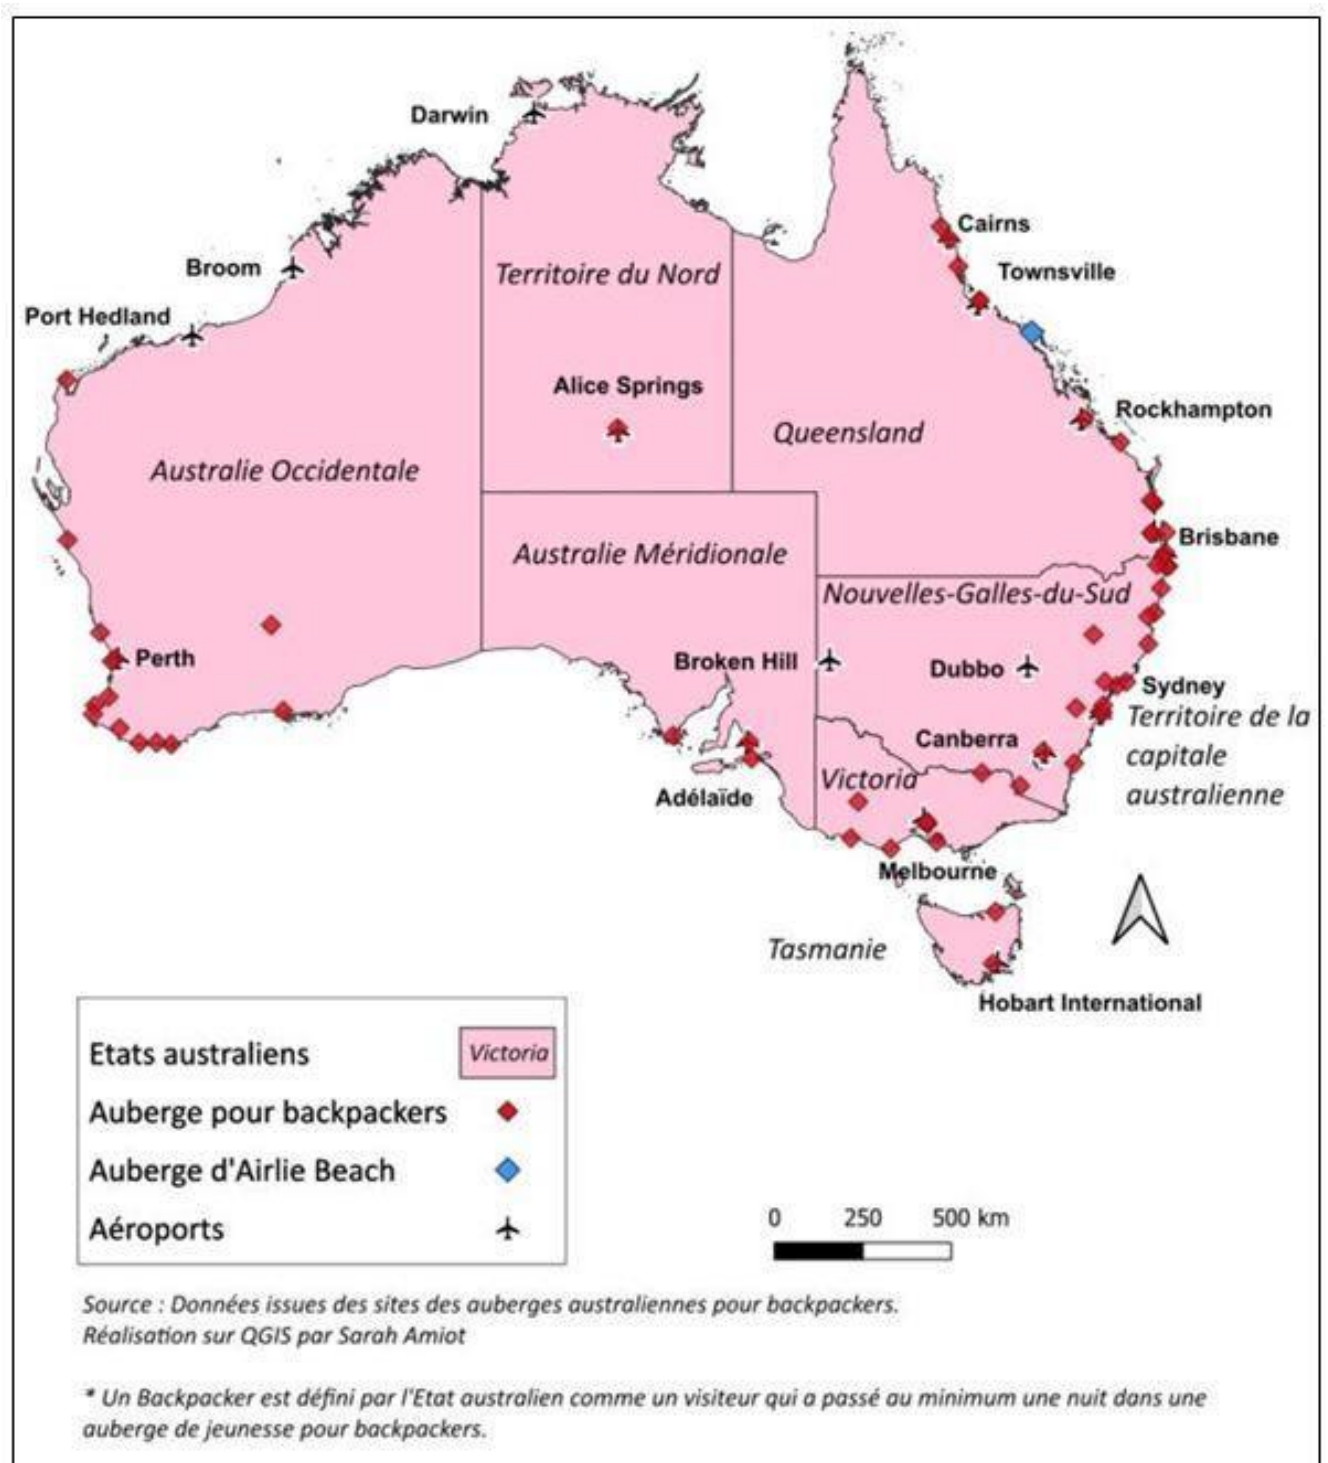 Darwin
Cairns
Broom
Territoire du Nord
Townsville
Port Hedland
Alice Springs
Rockhampton
Queensland
Australie Occidentale
Brisbane
Australie Méridionale
Nouvelles-Galles-du-Sud
Perth
Broken Hill
Dubbo
Sydney
Territoire de la
capitale
australienne
Canberra
Victoria
Adélaïde
Melbourne
Tasmanie
Hobart International
Etats australiens
Victoria
Auberge pour backpackers
Auberge d'Airlie Beach
Aéroports
0 250 500 km
Source : Données issues des sites des auberges australiennes pour backpackers.
Réalisation sur QGIS par Sarah Amiot
* Un Backpacker est défini par l'Etat australien comme un visiteur qui a passé au minimum une nuit dans une
auberge de jeunesse pour backpackers.